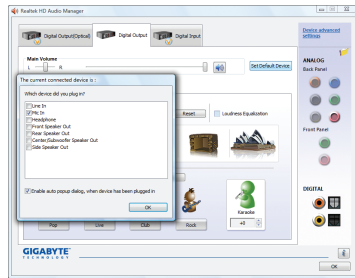 Realtek HD Audio Manager
Digital Output(Optical)
Digital Output
Digital Input
Device advanced settings
Main Volume
L
R
Set Default Device
ANALOG
Back Panel
The current connected device is :
Which device did you plug in?
Line In
Mic In
Headphone
Front Speaker Out
Rear Speaker Out
Center/Subwoofer Speaker Out
Side Speaker Out
Reset
Loudness Equalization
Front Panel
Enable auto popup dialog, when device has been plugged in
OK
DIGITAL
Karaoke
Pop
Live
Club
Rock
+0
GIGABYTE
TECHNOLOGY
OK